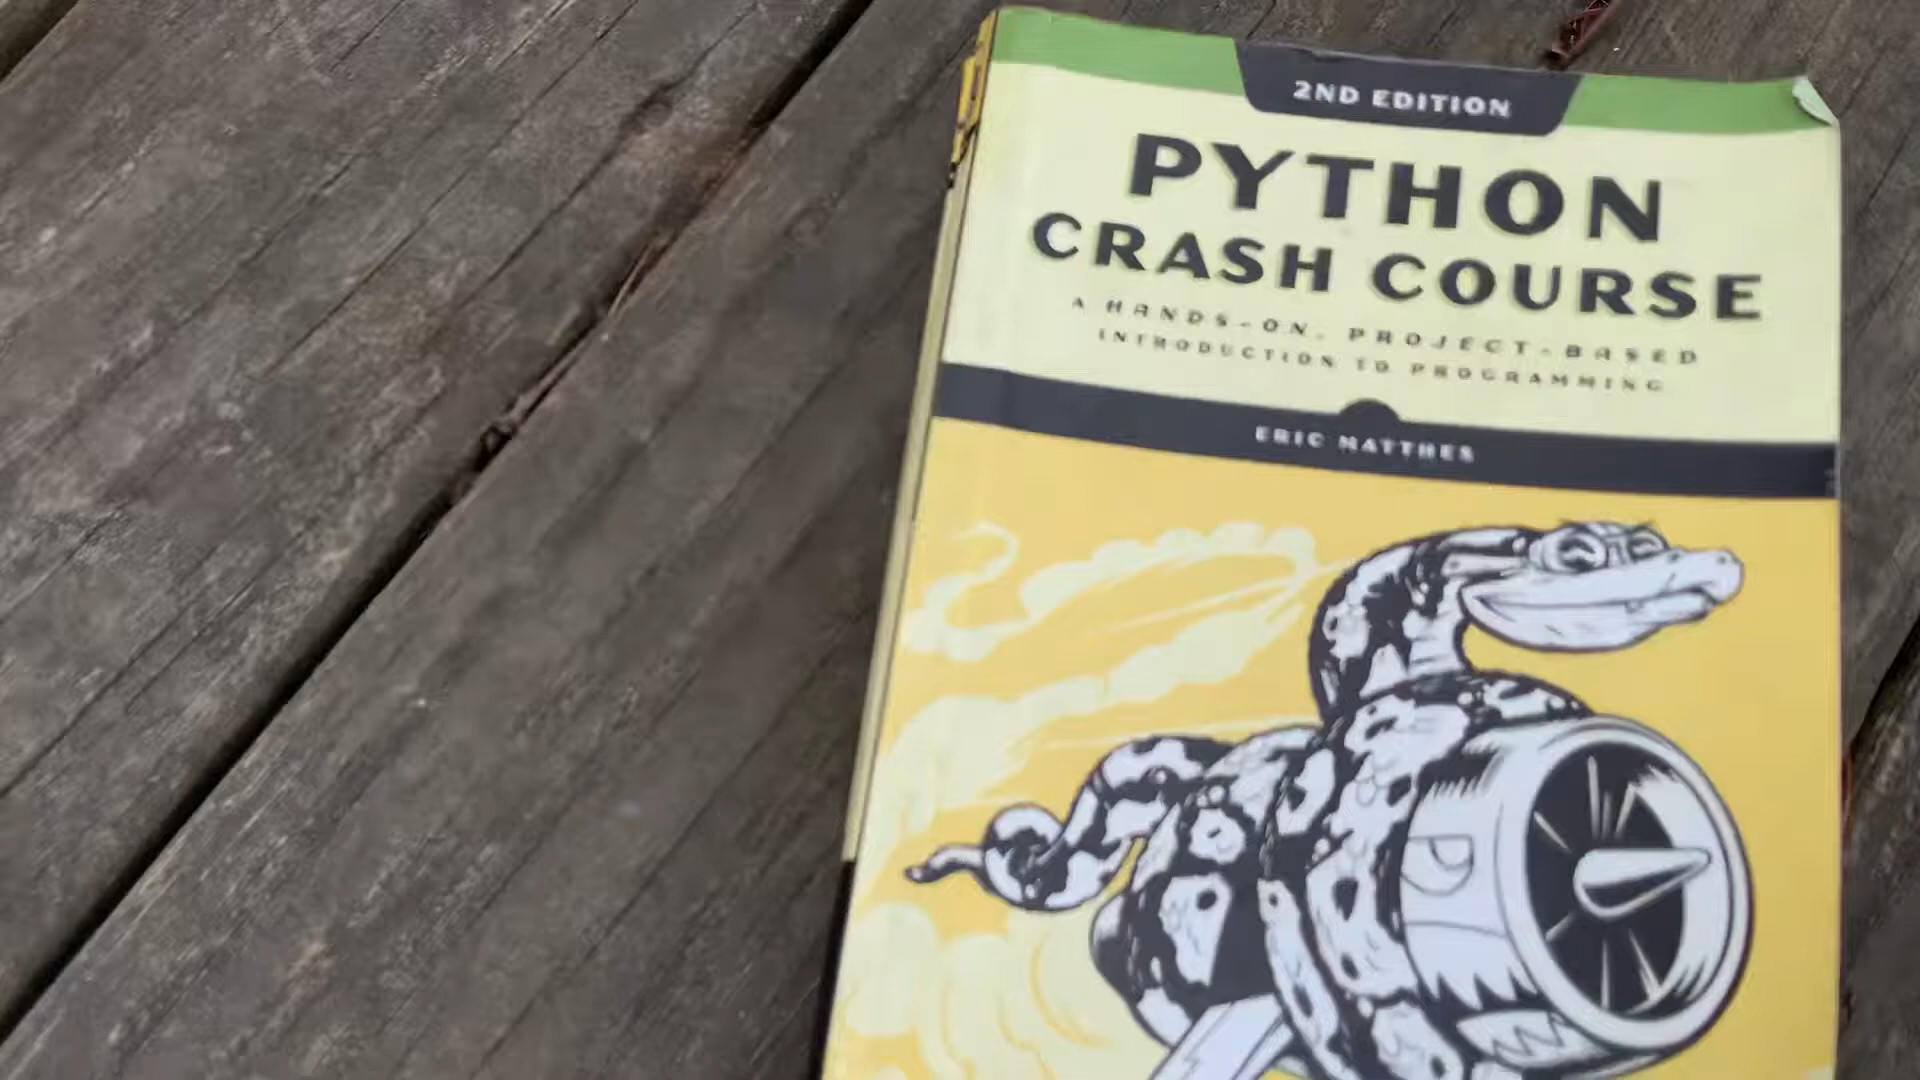 2ND EDITION
PYTHON
CRASH COURSE
A HANDS-ON, PROJECT-BASED
INTRODUCTION TO PROGRAMMING
ERIC MATTHES